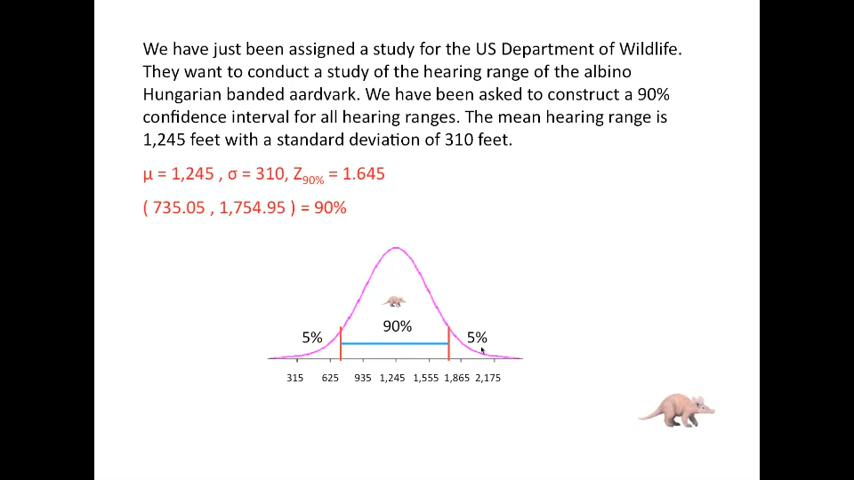 We have just been assigned a study for the US Department of Wildlife.
They want to conduct a study of the hearing range of the albino
Hungarian banded aardvark. We have been asked to construct a 90%
confidence interval for all hearing ranges. The mean hearing range is
1,245 feet with a standard deviation of 310 feet.
μ = 1,245 , σ = 310, Z90% = 1.645
( 735.05 , 1,754.95 ) = 90%
5% 90% 5%
315 625 935 1,245 1,555 1,865 2,175